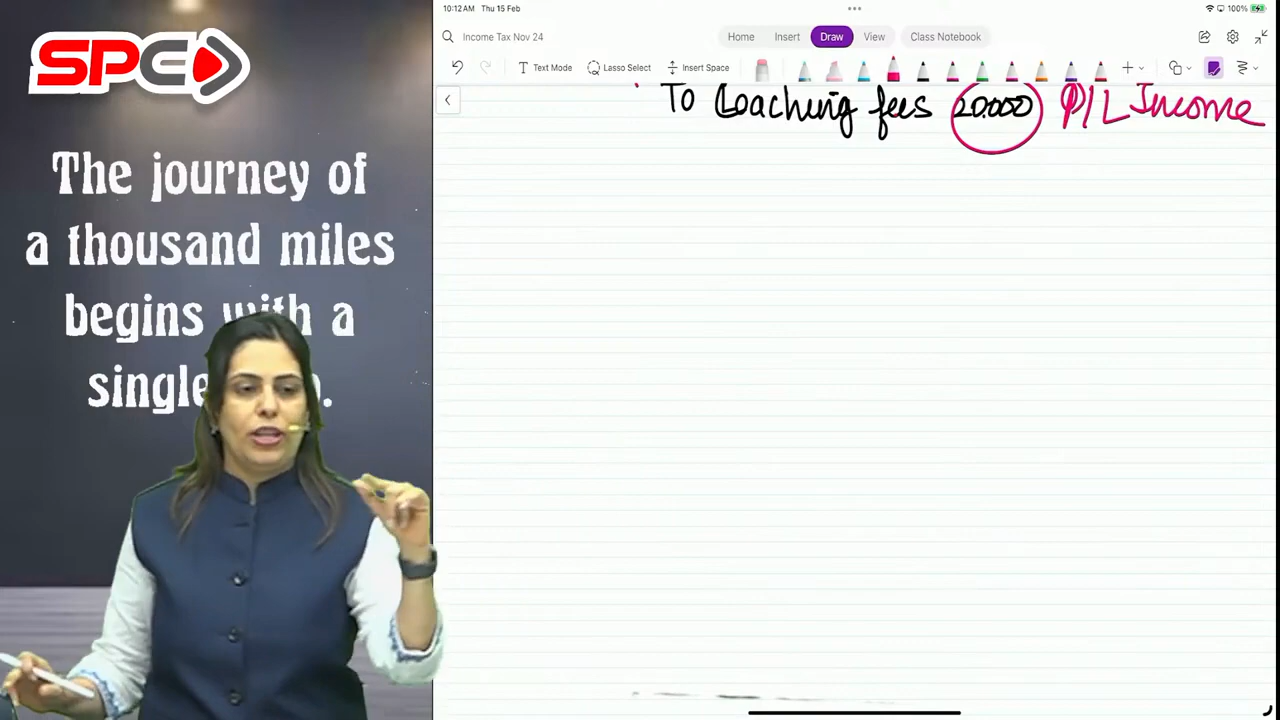 SPC
10:12 AM Thu 15 Feb
100%
Income Tax Nov 24
Home Insert Draw View Class Notebook
Text Mode Lasso Select Insert Space
To Coaching fees 20.000 P/L Income
The journey of
a thousand miles
begins with a
single